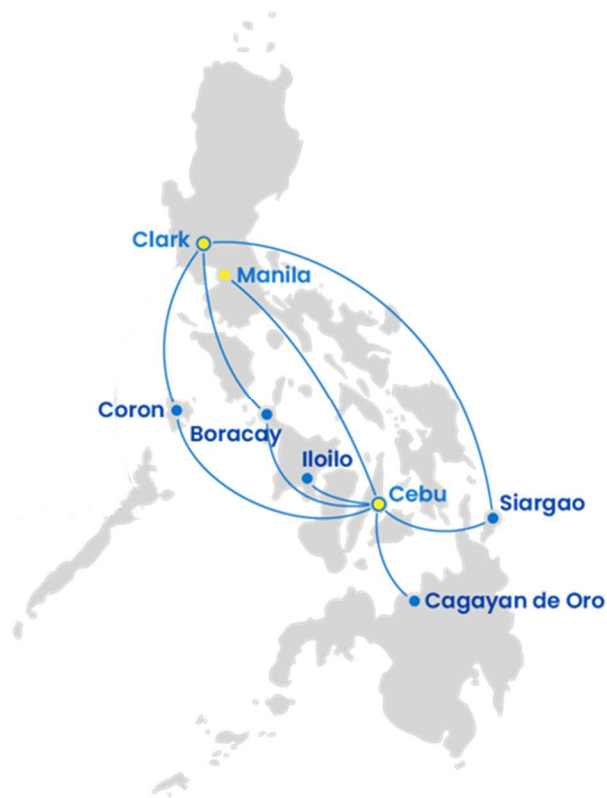 Clark
Manila
Coron
Boracay
Iloilo
Cebu
Siargao
Cagayan de Oro